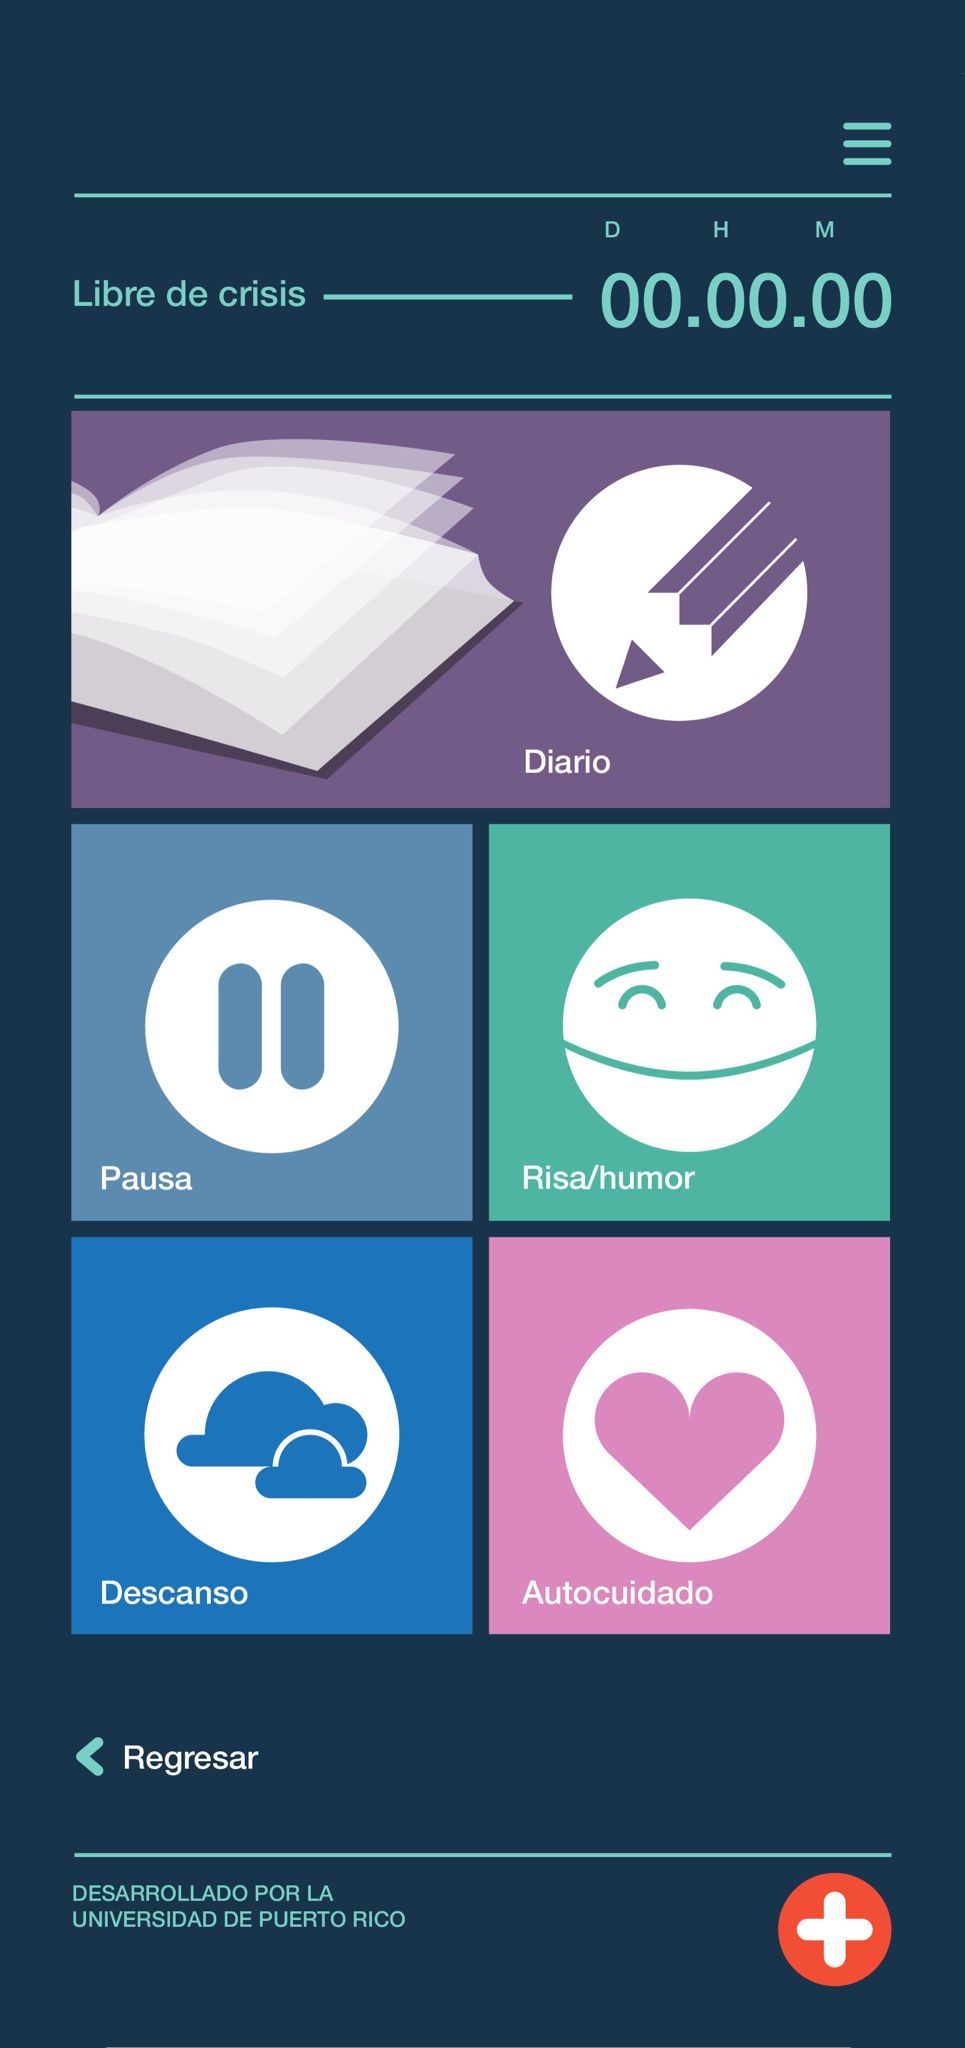 D H M
Libre de crisis 00.00.00
Diario
Pausa
Risa/humor
Descanso
Autocuidado
Regresar
DESARROLLADO POR LA
UNIVERSIDAD DE PUERTO RICO